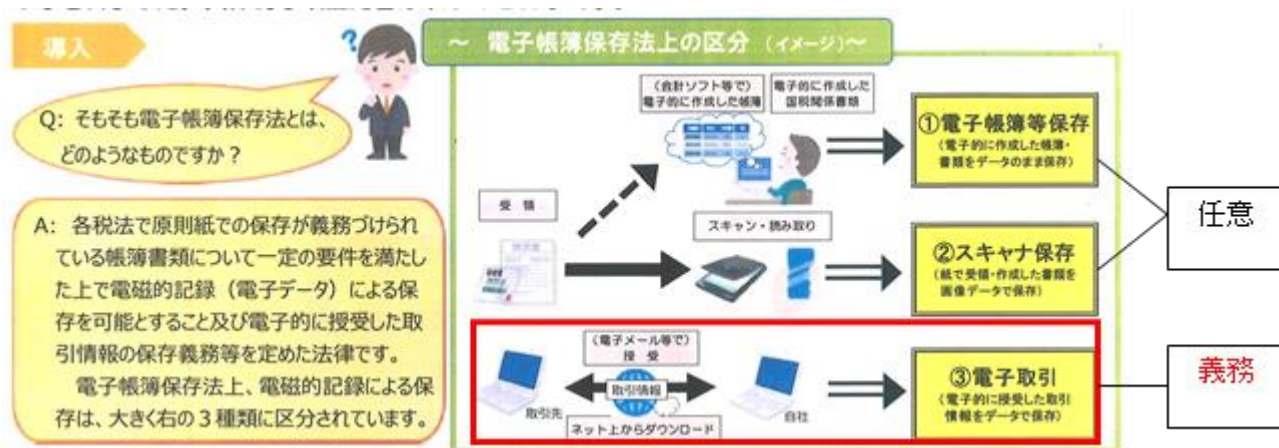 導入
?
Q: そもそも電子帳簿保存法とは、
どのようなものですか?
A: 各税法で原則紙での保存が義務づけられ
ている帳簿書類について一定の要件を満たし
た上で電磁的記録（電子データ）による保
存を可能とすること及び電子的に授受した取
引情報の保存義務等を定めた法律です。
電子帳簿保存法上、電磁的記録による保
存は、大きく右の3種類に区分されています。
～ 電子帳簿保存法上の区分 （イメージ）～
（会計ソフト等で）
電子的に作成した帳簿
電子的に作成した
国税関係書類
①電子帳簿等保存
（電子的に作成した帳簿・
書類をデータのまま保存）
受 領
請求書
スキャン・読み取り
②スキャナ保存
（紙で受領・作成した書類を
画像データで保存）
任意
（電子メール等で）
授 受
取引情報
取引先
自社
ネット上からダウンロード
③電子取引
（電子的に授受した取引
情報をデータで保存）
義務